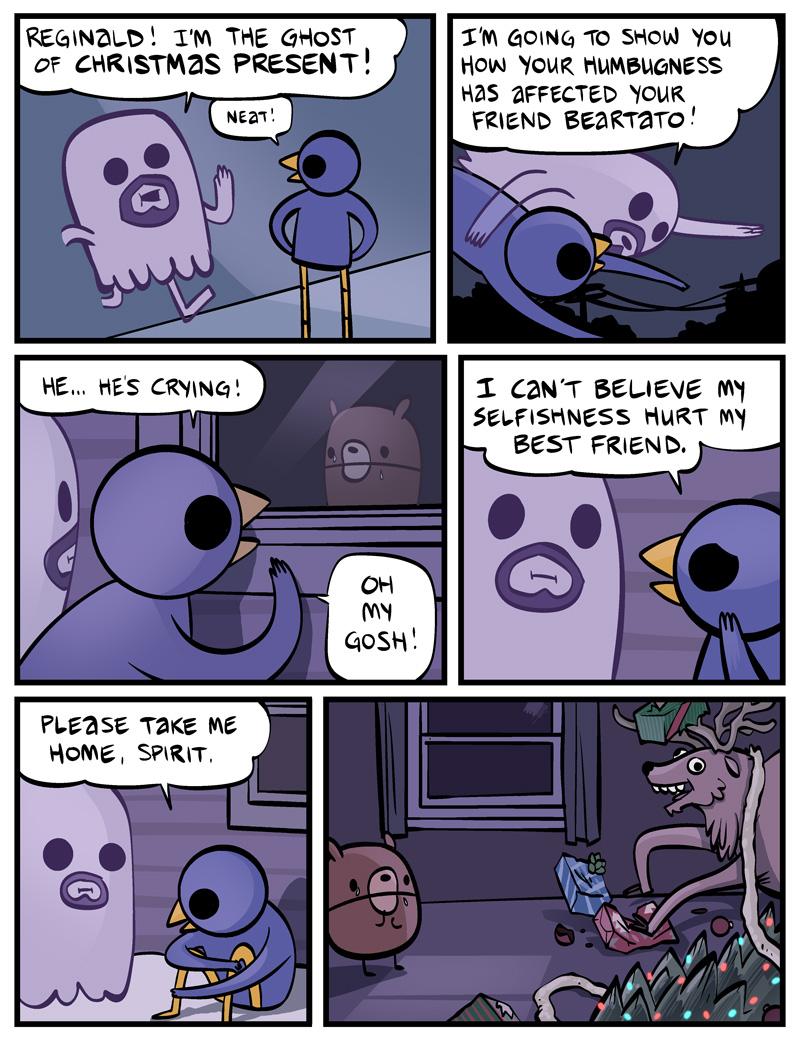 REGINALD! I'M THE GHOST
OF CHRISTMAS PRESENT!
NEAT!
I'M GOING TO SHOW YOU
HOW YOUR HUMBUGNESS
HAS AFFECTED YOUR
FRIEND BEARTATO!
HE... HE'S CRYING!
OH
MY
GOSH!
I CAN'T BELIEVE MY
SELFISHNESS HURT MY
BEST FRIEND.
PLEASE TAKE ME
HOME, SPIRIT.